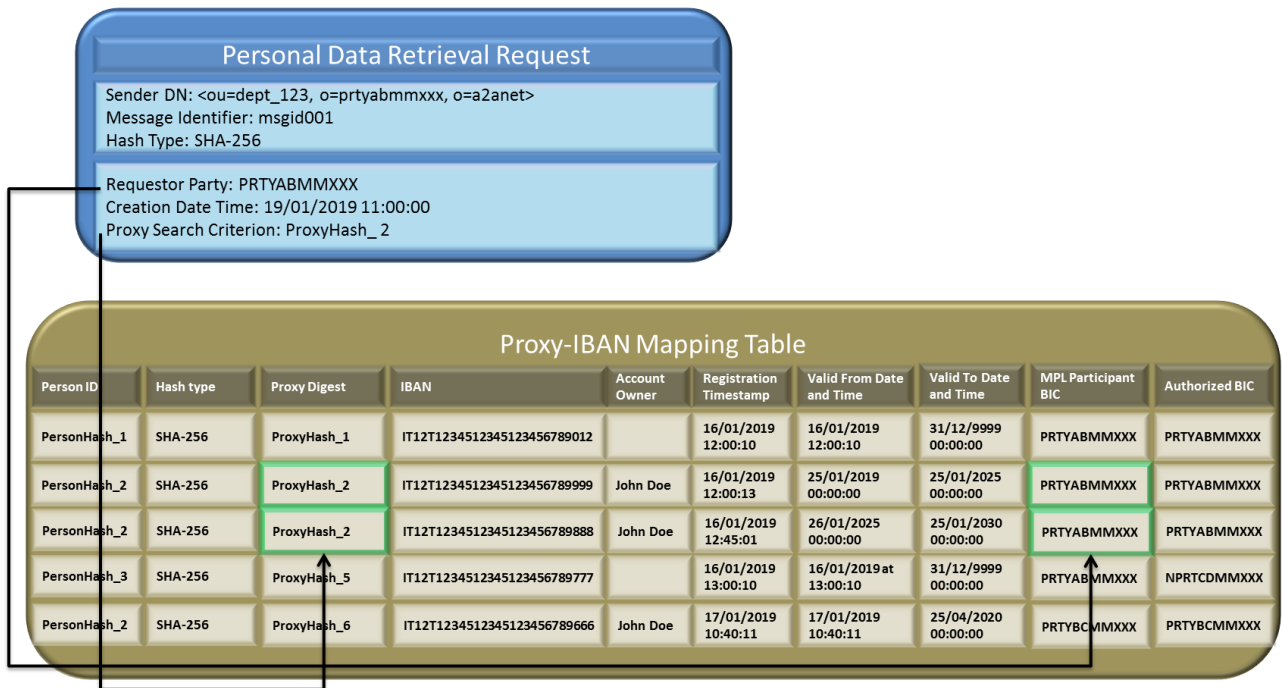 Personal Data Retrieval Request
Sender DN: <ou=dept_123, o=prtyabmmxxx, o=a2anet>
Message Identifier: msgid001
Hash Type: SHA-256
Requestor Party: PRTYABMMXXX
Creation Date Time: 19/01/2019 11:00:00
Proxy Search Criterion: ProxyHash_ 2
Proxy-IBAN Mapping Table
Person ID Hash type Proxy Digest IBAN Account Owner Registration Timestamp Valid From Date and Time Valid To Date and Time MPL Participant BIC Authorized BIC
PersonHash_1 SHA-256 ProxyHash_1 IT12T1234512345123456789012 16/01/2019 12:00:10 16/01/2019 12:00:10 31/12/9999 00:00:00 PRTYABMMXXX PRTYABMMXXX
PersonHash_2 SHA-256 ProxyHash_2 IT12T1234512345123456789999 John Doe 16/01/2019 12:00:13 25/01/2019 00:00:00 25/01/2025 00:00:00 PRTYABMMXXX PRTYABMMXXX
PersonHash_2 SHA-256 ProxyHash_2 IT12T1234512345123456789888 John Doe 16/01/2019 12:45:01 26/01/2025 00:00:00 25/01/2030 00:00:00 PRTYABMMXXX PRTYABMMXXX
PersonHash_3 SHA-256 ProxyHash_5 IT12T1234512345123456789777 16/01/2019 13:00:10 16/01/2019 at 13:00:10 31/12/9999 00:00:00 PRTYABMMXXX NPRTCDMMXXX
PersonHash_2 SHA-256 ProxyHash_6 IT12T1234512345123456789666 John Doe 17/01/2019 10:40:11 17/01/2019 10:40:11 25/04/2020 00:00:00 PRTYBCMMXXX PRTYBCMMXXX